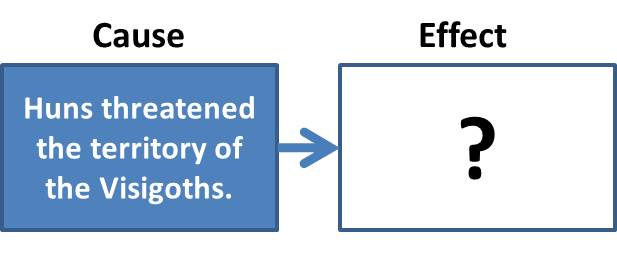 Cause
Effect
Huns threatened
the territory of
the Visigoths.
?